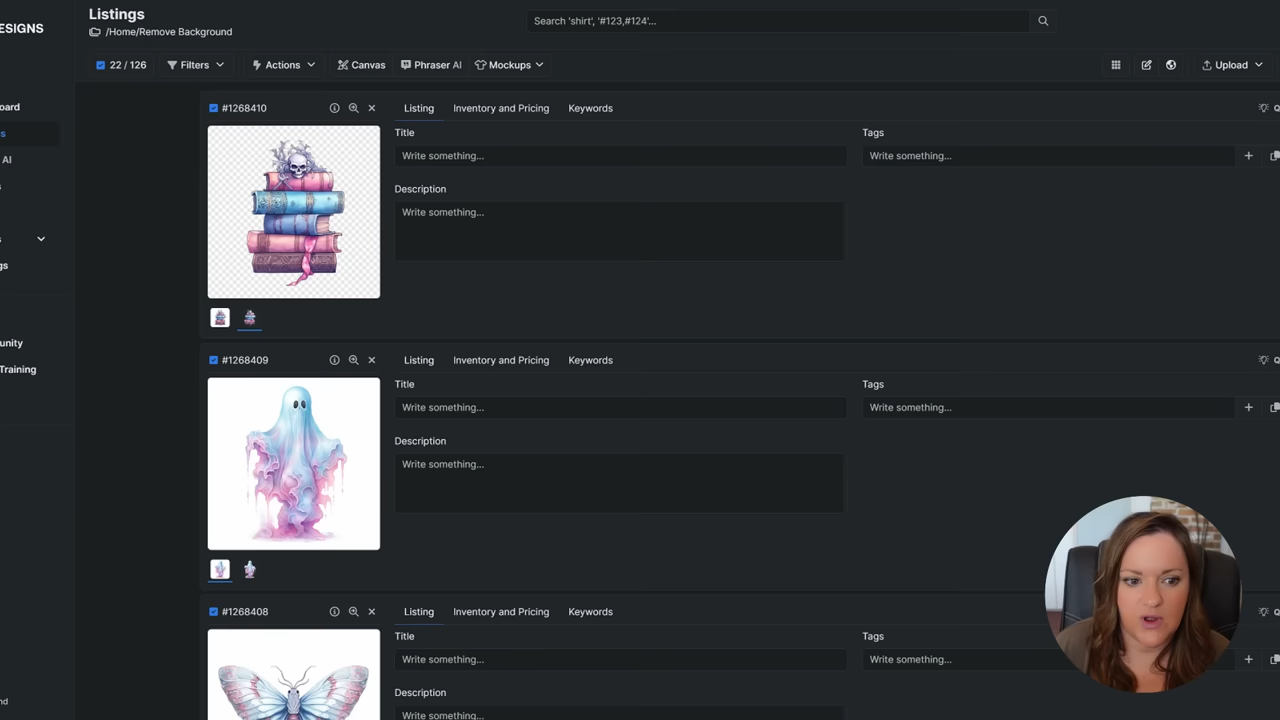 ESIGNS
Listings
/Home/Remove Background
Search 'shirt', '#123,#124'...
22 / 126
Filters
Actions
Canvas
Phraser AI
Mockups
Upload
oard
s
AI
s
s
gs
unity
Training
nd
#1268410
Listing
Inventory and Pricing
Keywords
Title
Write something...
Tags
Write something...
Description
Write something...
#1268409
Listing
Inventory and Pricing
Keywords
Title
Write something...
Tags
Write something...
Description
Write something...
#1268408
Listing
Inventory and Pricing
Keywords
Title
Write something...
Tags
Write something...
Description
Write something...